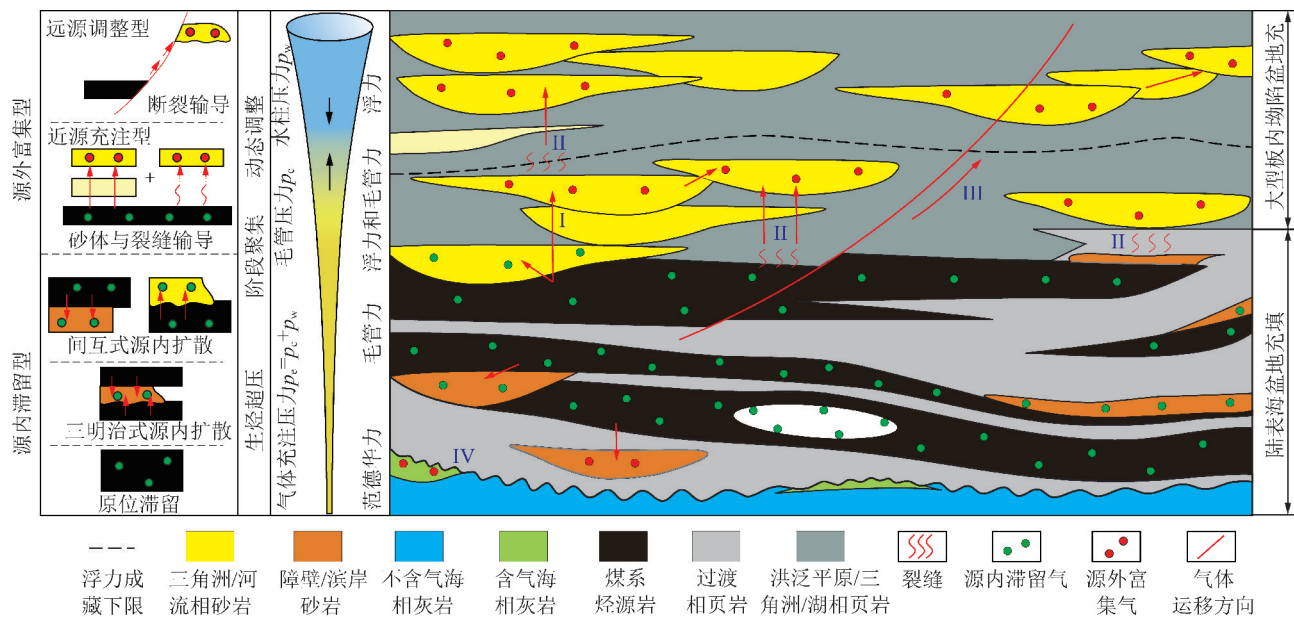 源外富集型
源内滞留型
远源调整型
断裂输导
近源充注型
+
砂体与裂缝输导
间互式源内扩散
三明治式源内扩散
原位滞留
动态调整
阶段聚集
生烃超压
水柱压力pw
毛管压力pc
气体充注压力pe=pc+pw
浮力
浮力和毛管力
毛管力
范德华力
II
I
II
III
II
IV
大型板内坳陷盆地充
陆表海盆地充填
浮力成
藏下限
三角洲/河
流相砂岩
障壁/滨岸
砂岩
不含气海
相灰岩
含气海
相灰岩
煤系
烃源岩
过渡
相页岩
洪泛平原/三
角洲/湖相页岩
裂缝
源内滞留气
源外富
集气
气体
运移方向